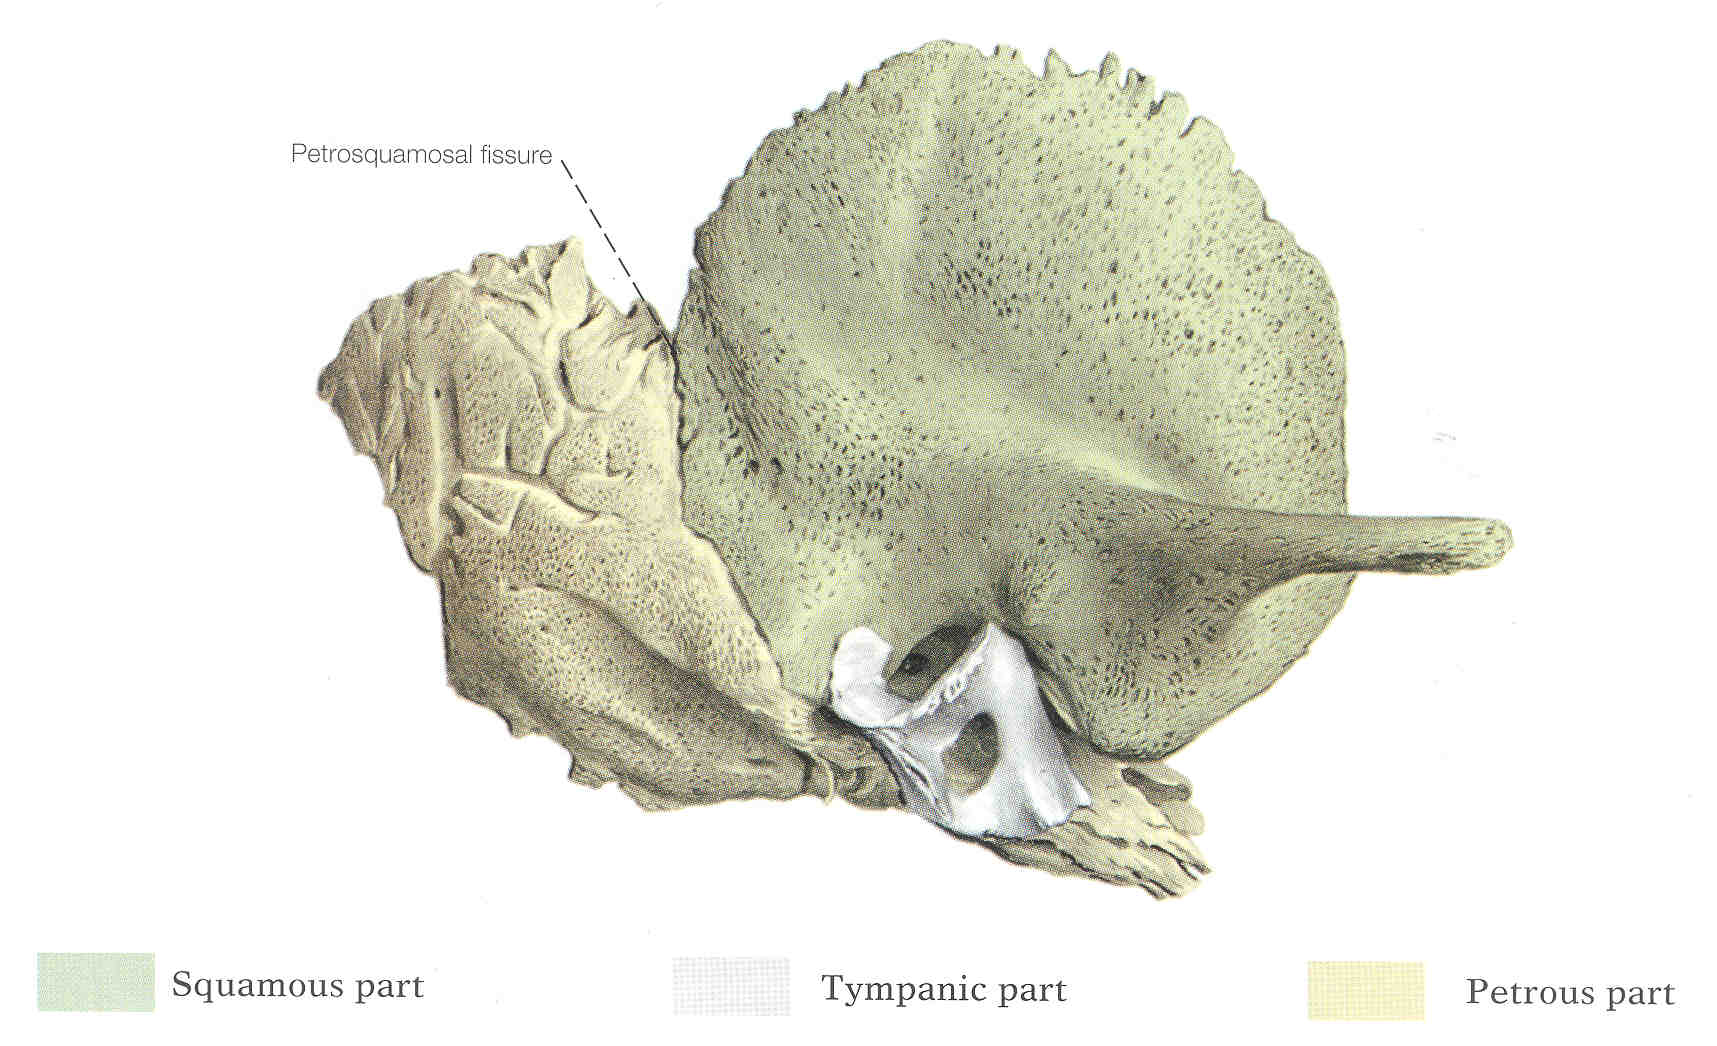 Petrosquamosal fissure
Squamous part
Tympanic part
Petrous part